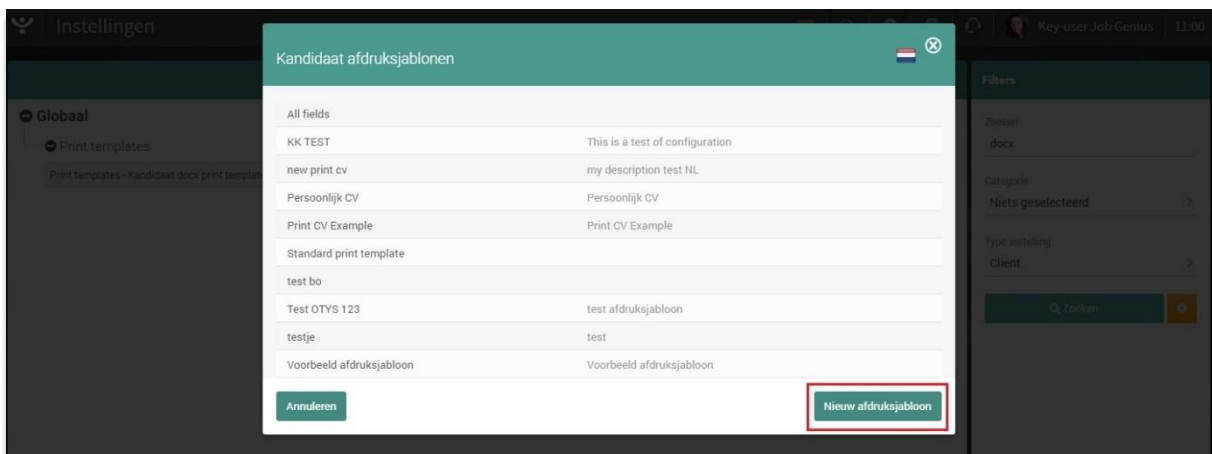 Instellingen
Key-user Job Genius
11:00
Kandidaat afdruksjablonen
Filters
Globaal
Print templates
Print templates - Kandidaat docx print templat
All fields
KK TEST This is a test of configuration
new print cv my description test NL
Persoonlijk CV Persoonlijk CV
Print CV Example Print CV Example
Standard print template
test bo
Test OTYS 123 test afdruksjabloon
testje test
Voorbeeld afdruksjabloon Voorbeeld afdruksjabloon
Annuleren Nieuw afdruksjabloon
Zoeken
docx
Categorie
Niets geselecteerd
Type instelling
Client
Zoeken